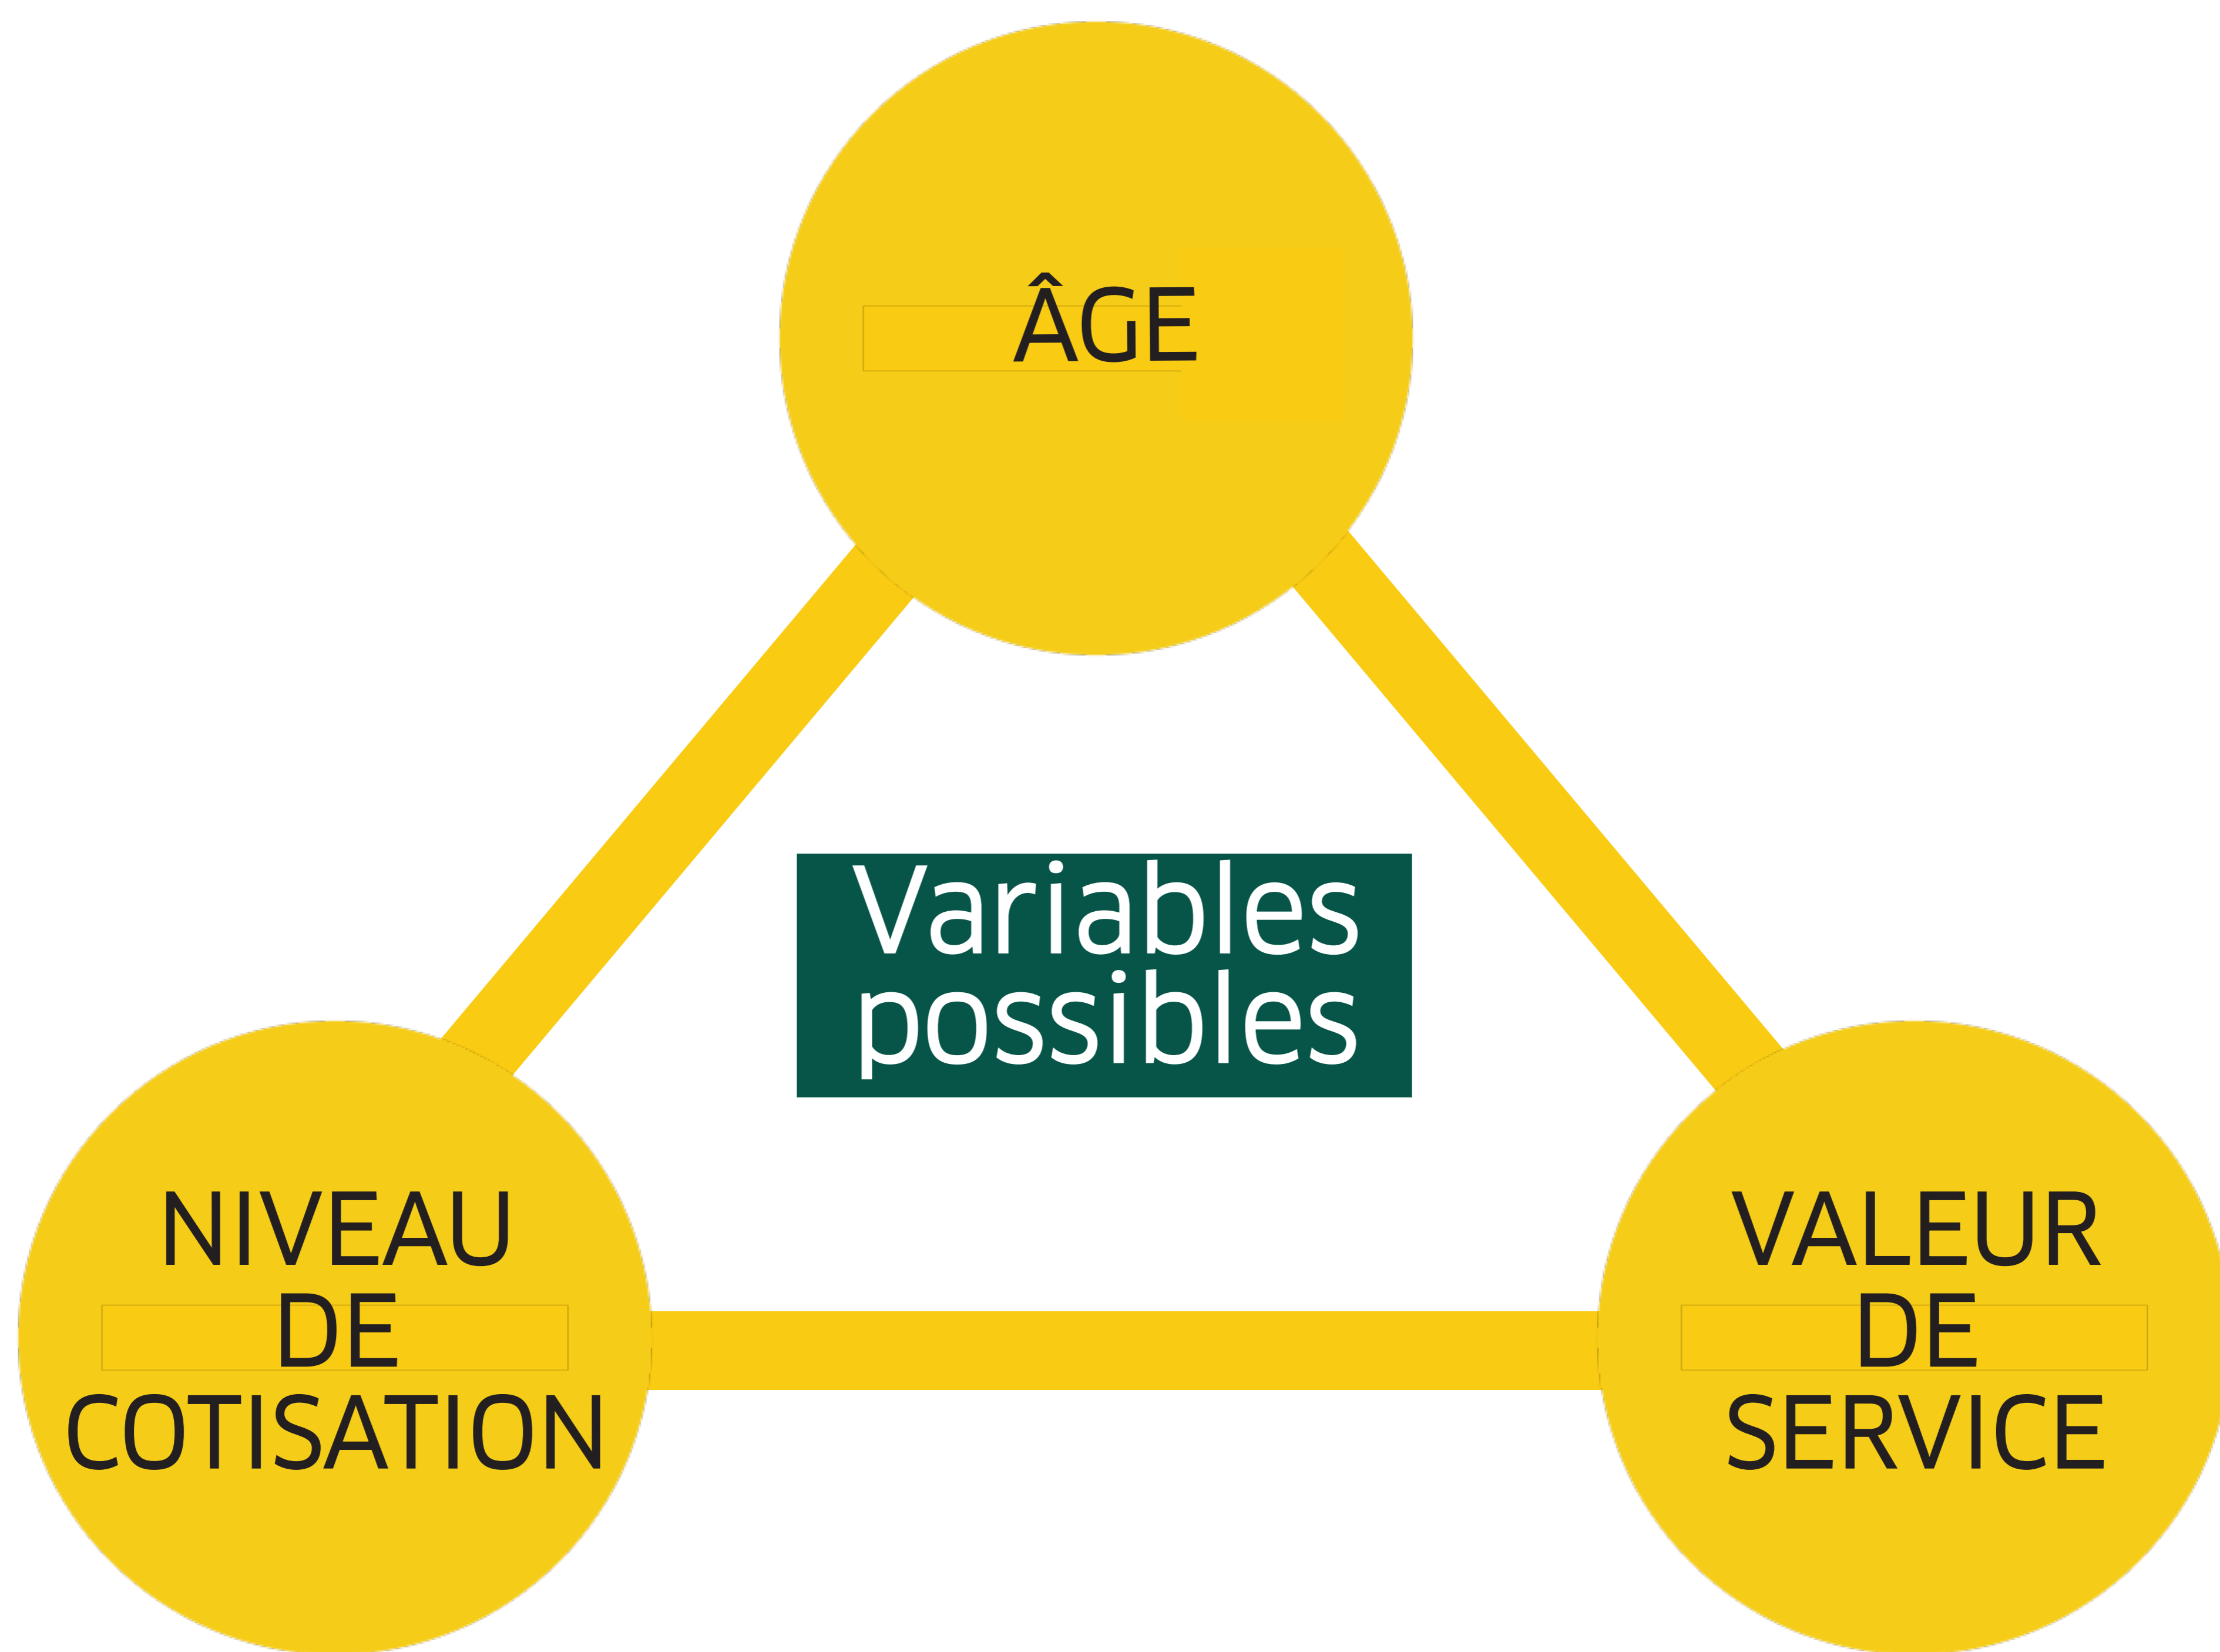 ÂGE
Variables
possibles
NIVEAU
DE
COTISATION
VALEUR
DE
SERVICE